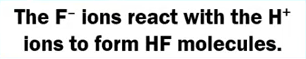 The F⁻ ions react with the H⁺
ions to form HF molecules.